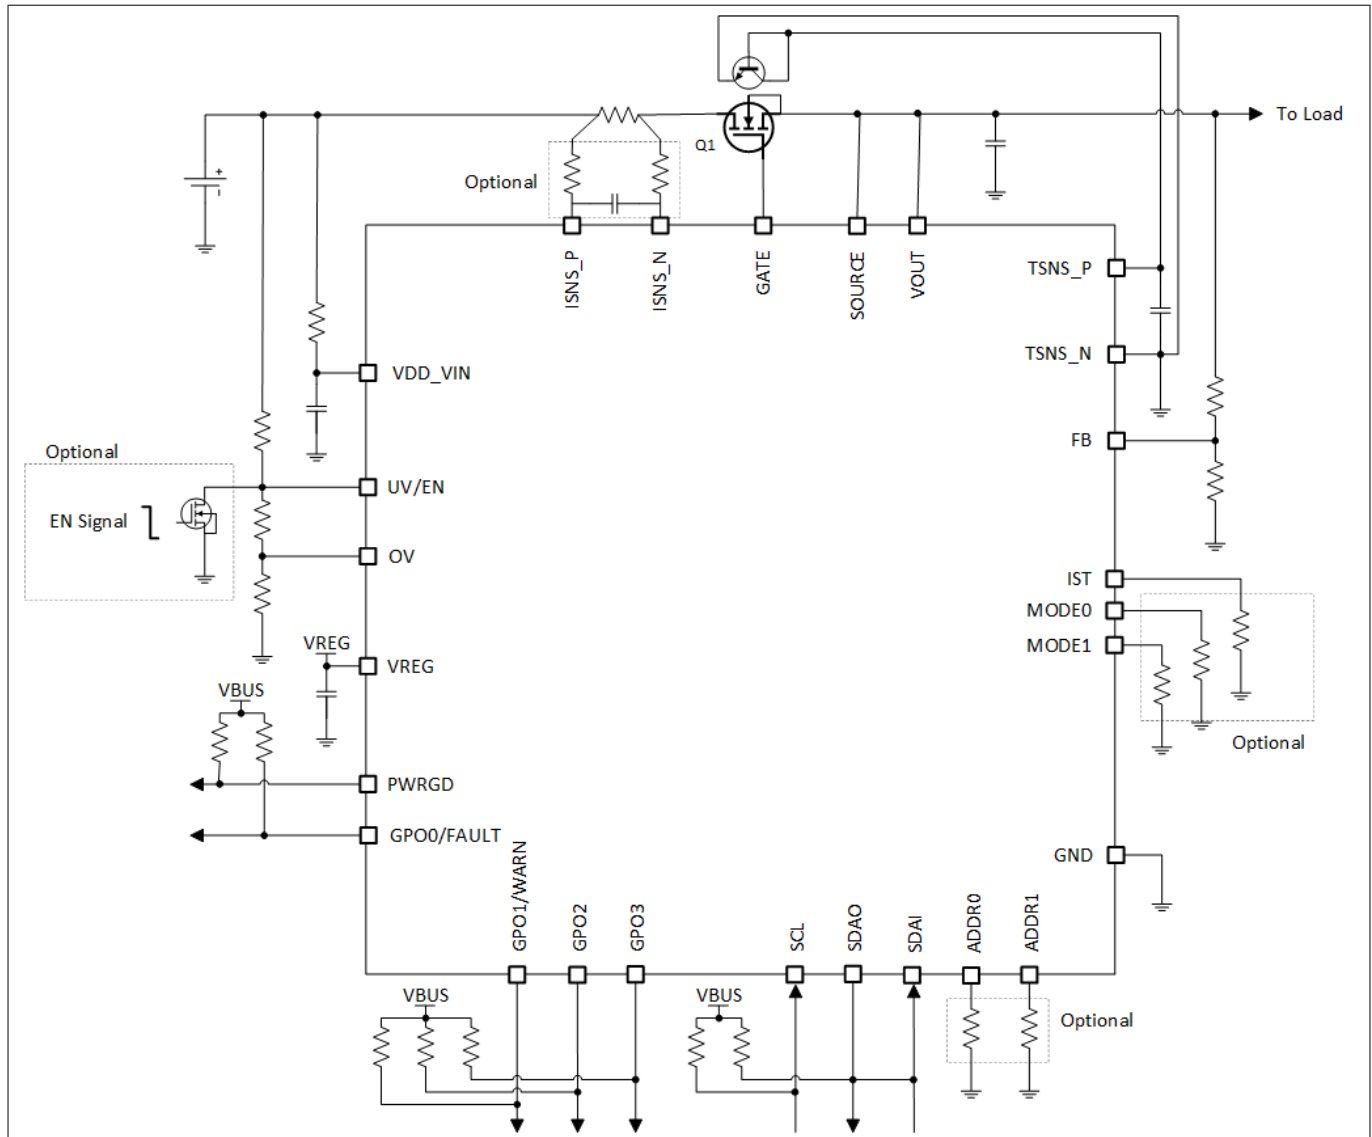 To Load
Q1
Optional
+
ISNS_P
ISNS_N
GATE
SOURCE
VOUT
TSNS_P
TSNS_N
VDD_VIN
FB
Optional
UV/EN
EN Signal
OV
IST
MODE0
MODE1
VREG
VREG
VBUS
Optional
PWRGD
GPO0/FAULT
GND
GPO1/WARN
GPO2
GPO3
SCL
SDAO
SDAI
ADDR0
ADDR1
VBUS
VBUS
Optional